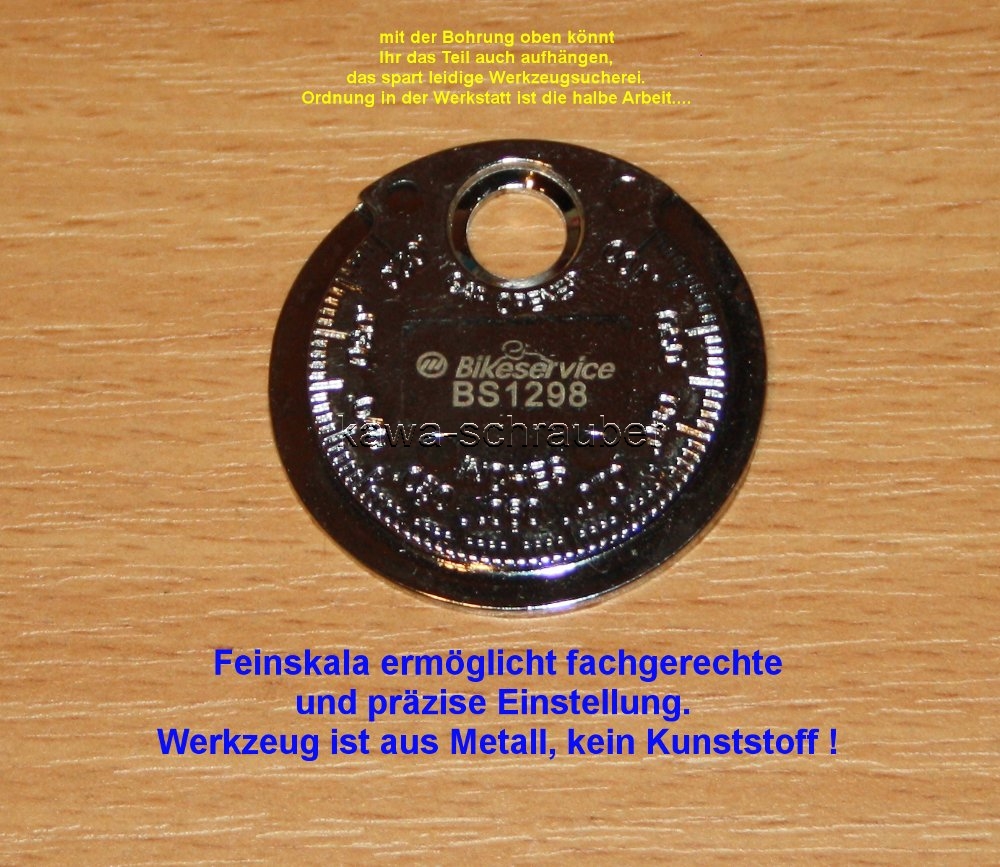 mit der Bohrung oben könnt
Ihr das Teil auch aufhängen,
das spart leidige Werkzeugsucherei.
Ordnung in der Werkstatt ist die halbe Arbeit....
GAP OPENER
Bikeservice
BS1298
kawa-schrauber
Feinskala ermöglicht fachgerechte
und präzise Einstellung.
Werkzeug ist aus Metall, kein Kunststoff !